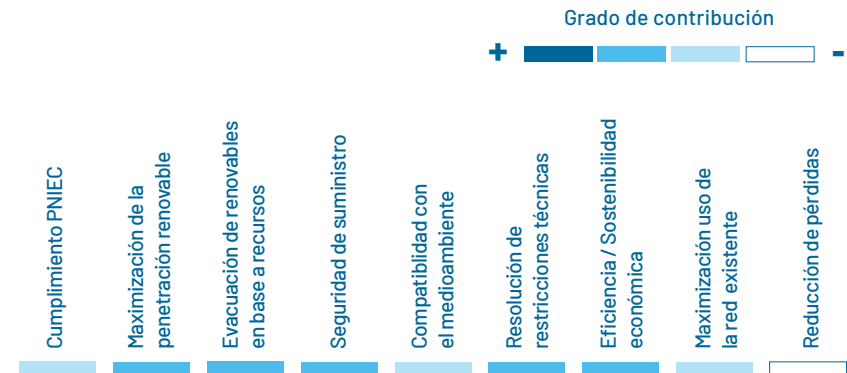 Grado de contribución
+ -
Cumplimiento PNIEC
Maximización de la
penetración renovable
Evacuación de renovables
en base a recursos
Seguridad de suministro
Compatiblidad con
el medioambiente
Resolución de
restricciones técnicas
Eficiencia / Sostenibilidad
económica
Maximización uso de
la red existente
Reducción de pérdidas